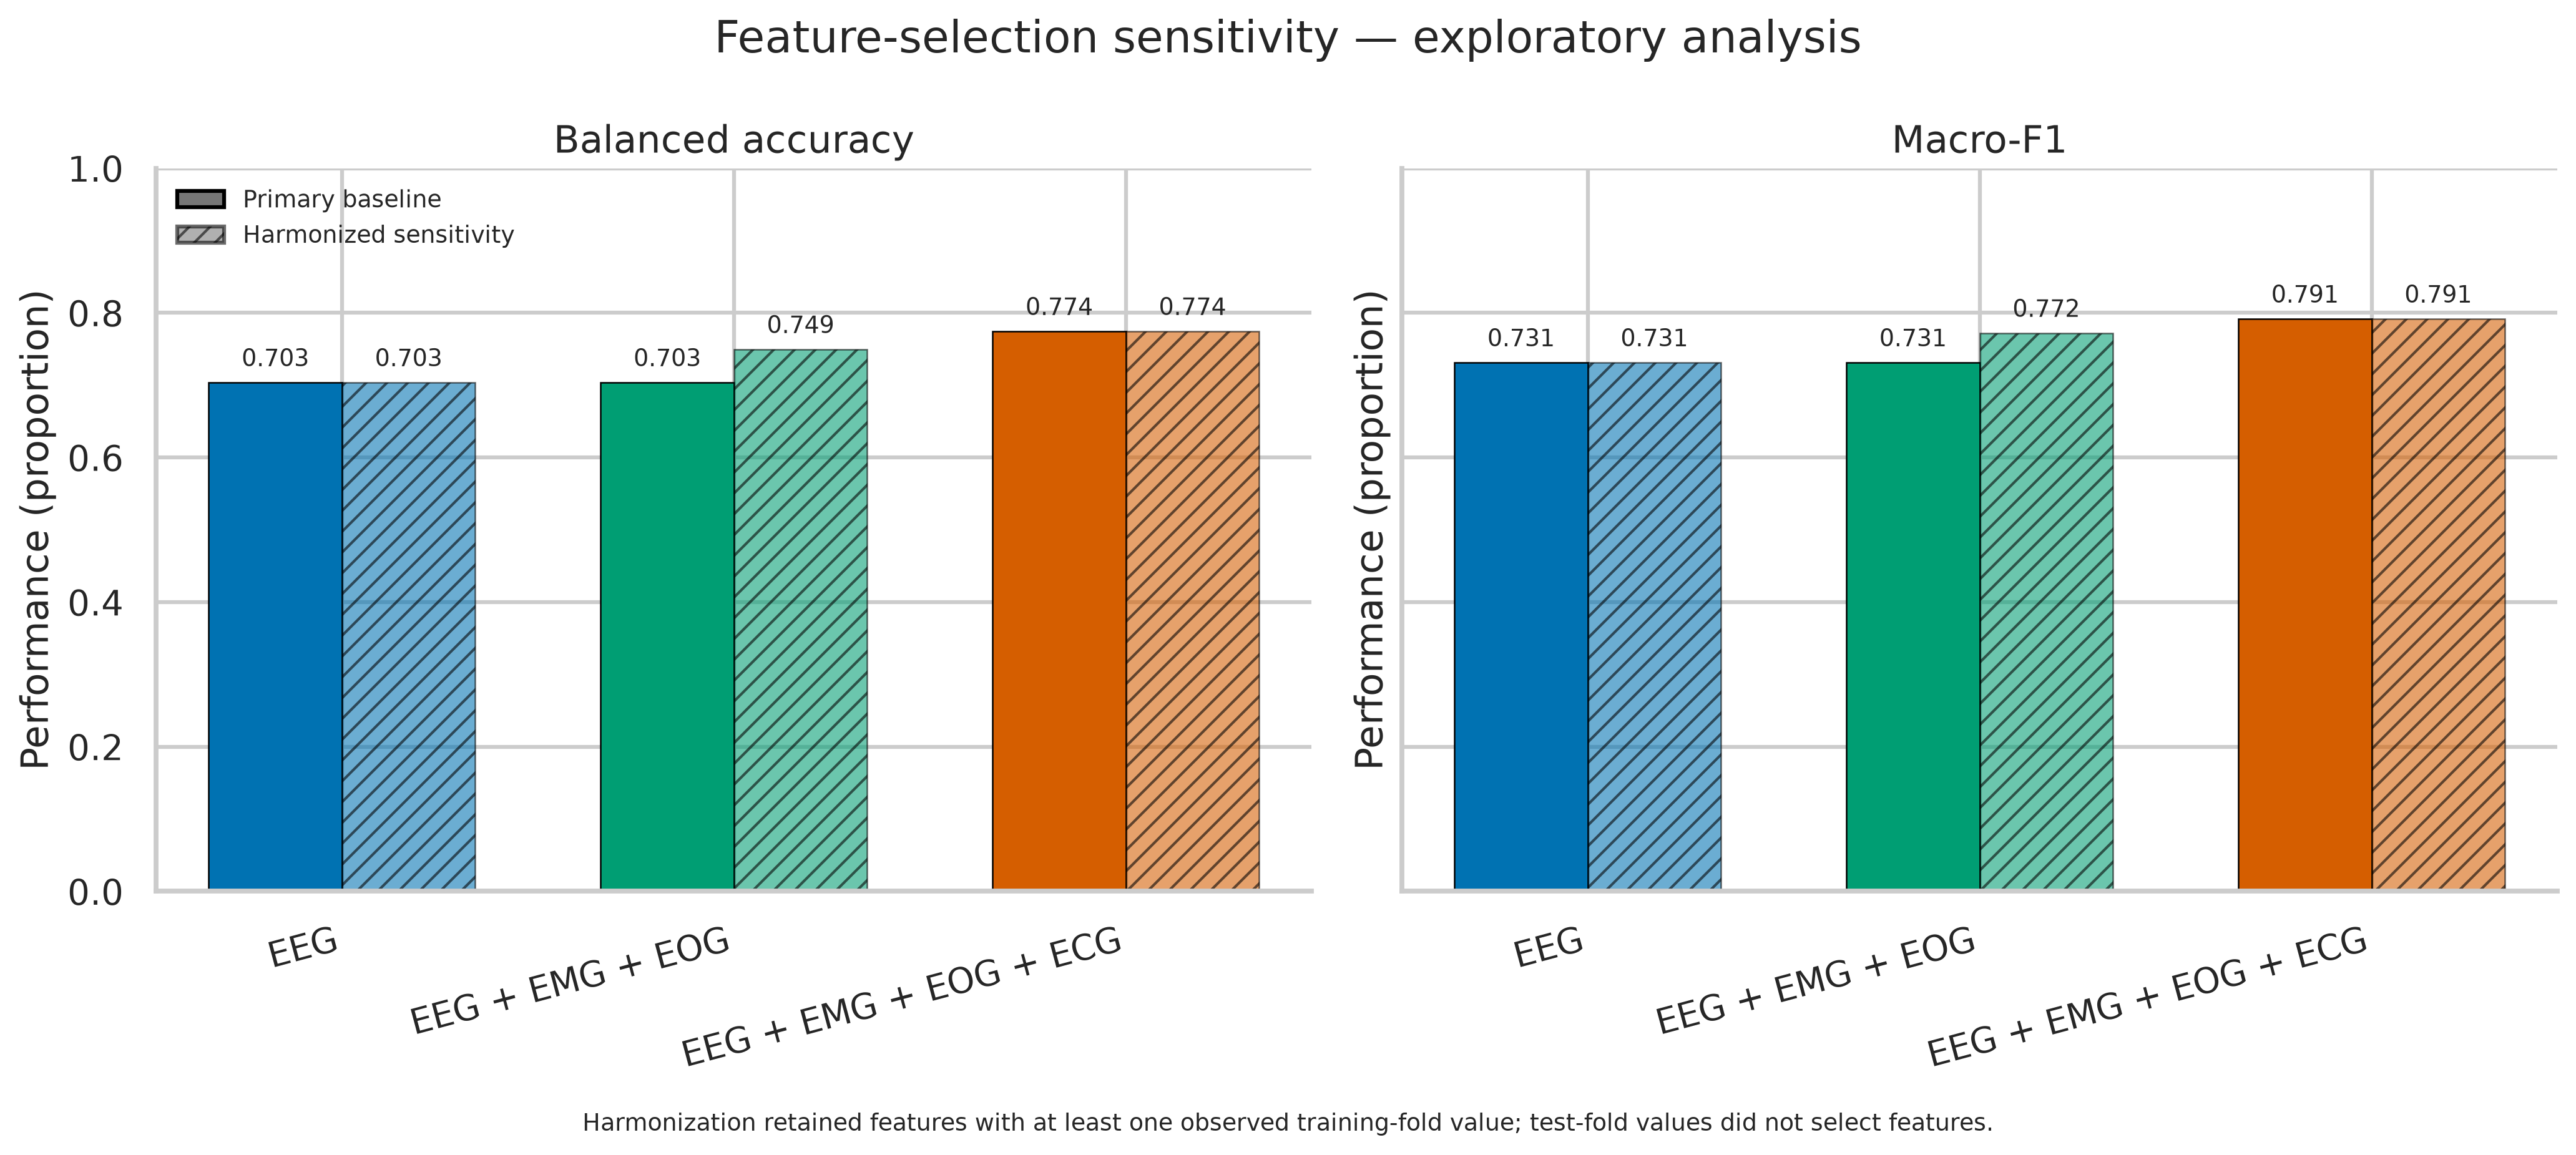 Feature-selection sensitivity — exploratory analysis
Balanced accuracy
Performance (proportion)
1.0
0.8
0.6
0.4
0.2
0.0
Primary baseline
Harmonized sensitivity
0.703
0.703
0.703
0.749
0.774
0.774
EEG
EEG + EMG + EOG
EEG + EMG + EOG + ECG
Macro-F1
Performance (proportion)
0.731
0.731
0.731
0.772
0.791
0.791
EEG
EEG + EMG + EOG
EEG + EMG + EOG + ECG
Harmonization retained features with at least one observed training-fold value; test-fold values did not select features.